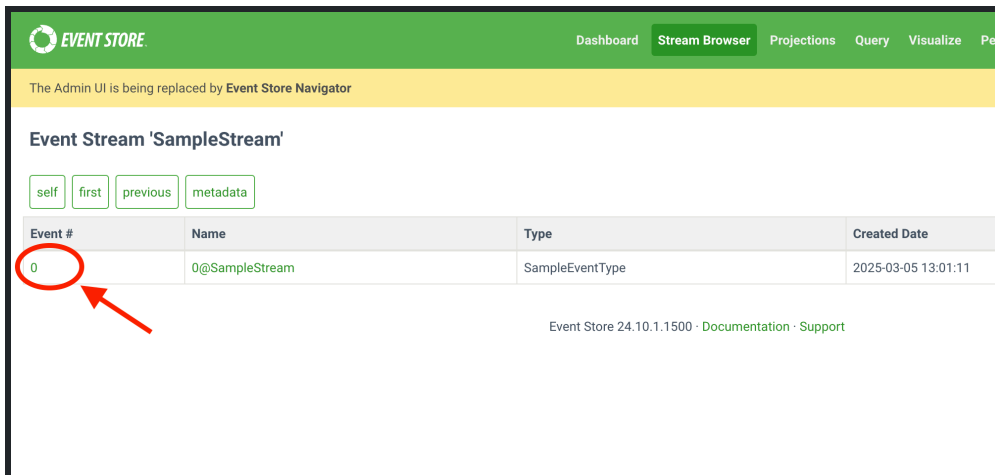 EVENT STORE
Dashboard Stream Browser Projections Query Visualize Pe
The Admin UI is being replaced by Event Store Navigator
Event Stream 'SampleStream'
self first previous metadata
Event # Name Type Created Date
0 0@SampleStream SampleEventType 2025-03-05 13:01:11
Event Store 24.10.1.1500 · Documentation · Support